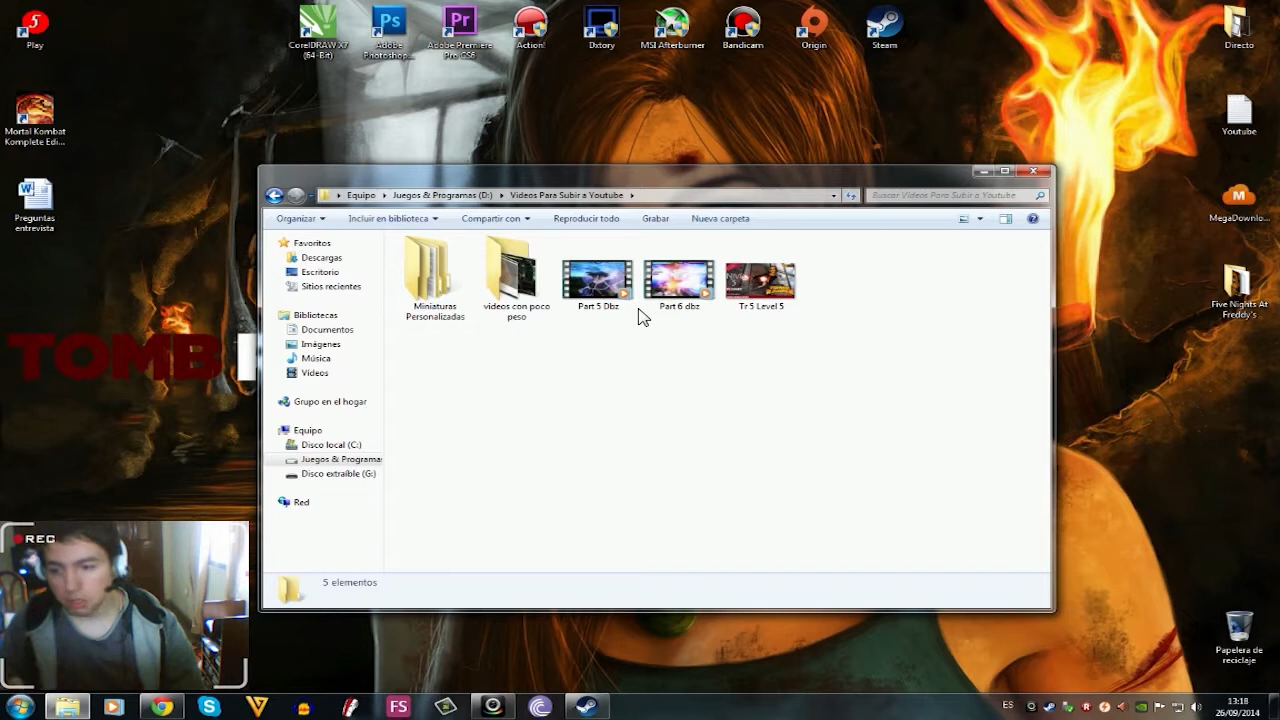 Play
CorelDRAW X7
(64-Bit)
Adobe
Photoshop...
Adobe Premiere
Pro CS6
Action!
Dxtory
MSI Afterburner
Bandicam
Origin
Steam
Directo
Mortal Kombat
Komplete Edi...
Youtube
Preguntas
entrevista
MegaDownlo...
Five Nights At
Freddy's
Papelera de
reciclaje
TOMB
Equipo
Juegos & Programas (D:)
Videos Para Subir a Youtube
Buscar Videos Para Subir a Youtube
Organizar
Incluir en biblioteca
Compartir con
Reproducir todo
Grabar
Nueva carpeta
Favoritos
Descargas
Escritorio
Sitios recientes
Bibliotecas
Documentos
Imágenes
Música
Vídeos
Grupo en el hogar
Equipo
Disco local (C:)
Juegos & Programas
Disco extraíble (G:)
Red
Miniaturas
Personalizadas
videos con poco
peso
Part 5 Dbz
Part 6 dbz
Tr 5 Level 5
5 elementos
REC
FS
ES
13:18
26/09/2014